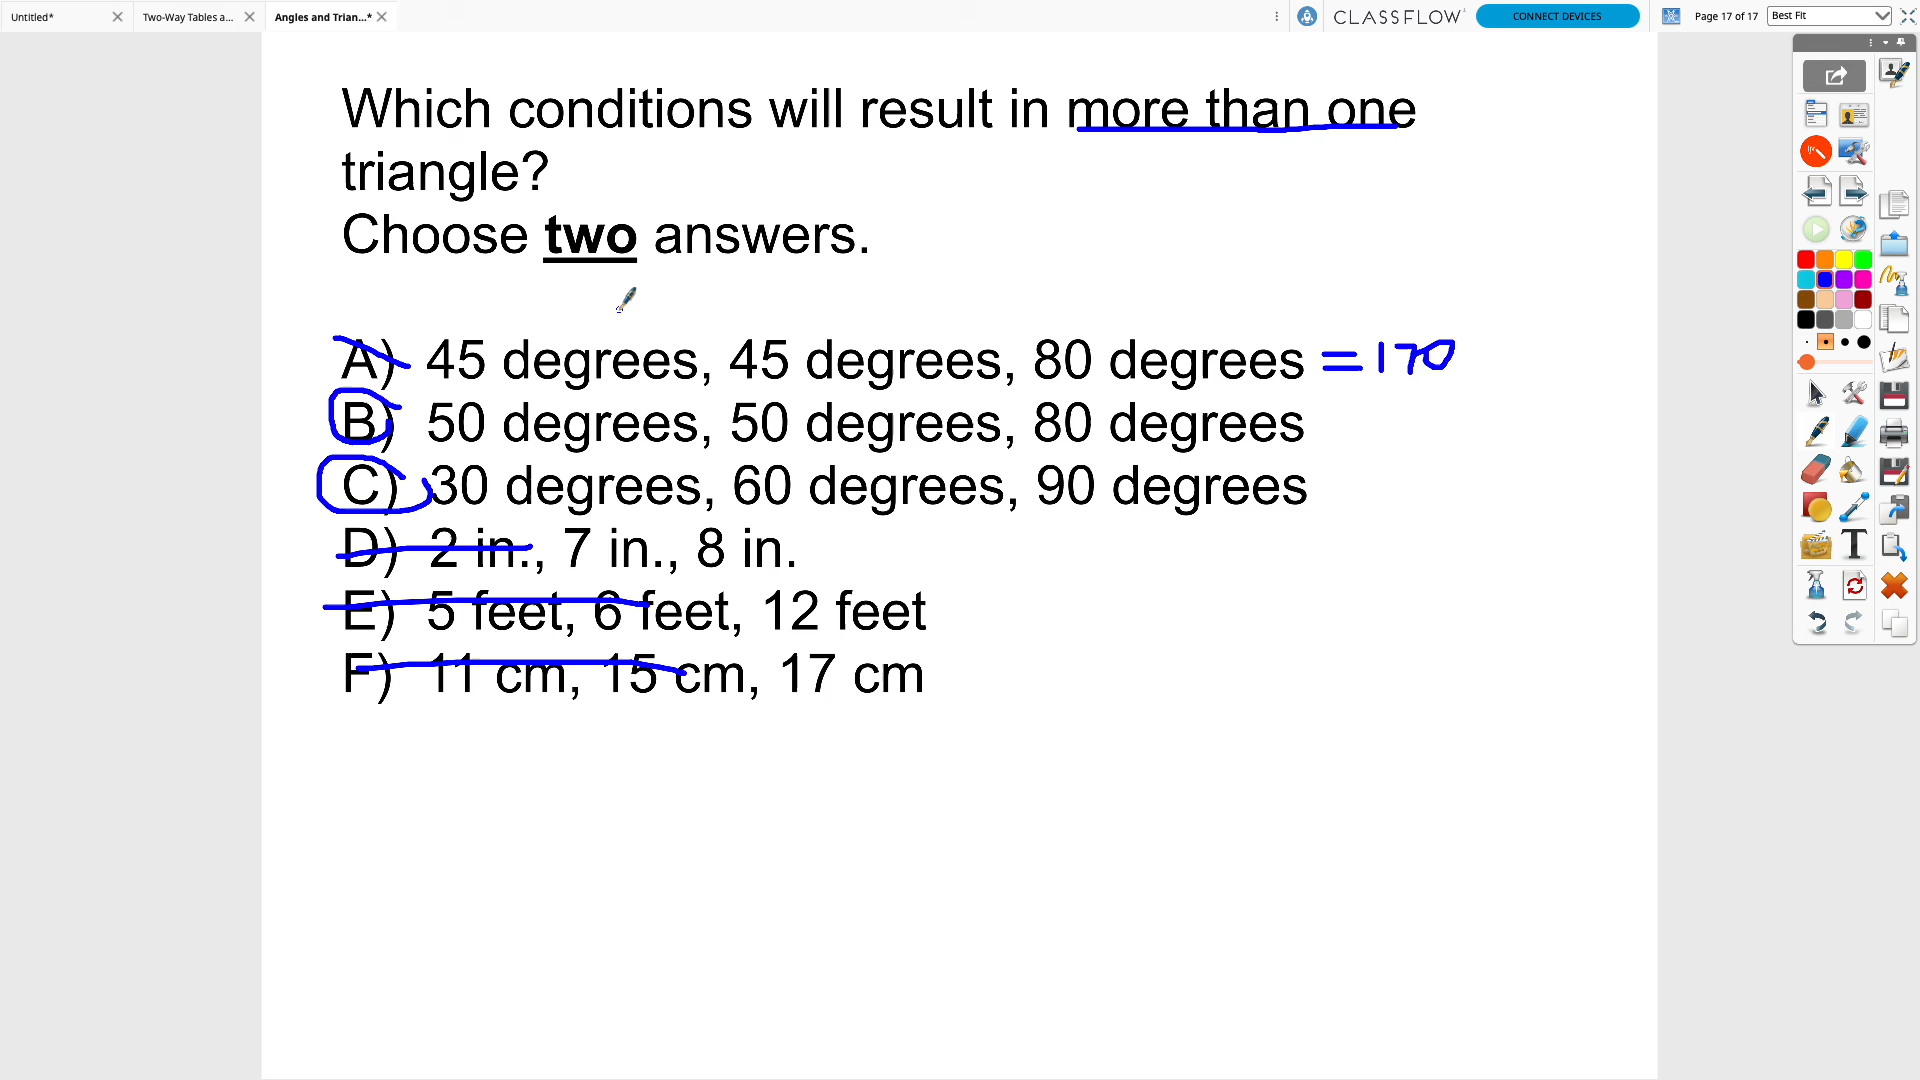 Untitled*
Two-Way Tables a...
Angles and Trian...*
CLASSFLOW
CONNECT DEVICES
Page 17 of 17
Best Fit
Which conditions will result in more than one
triangle?
Choose two answers.
A) 45 degrees, 45 degrees, 80 degrees = 170
B) 50 degrees, 50 degrees, 80 degrees
C) 30 degrees, 60 degrees, 90 degrees
D) 2 in., 7 in., 8 in.
E) 5 feet, 6 feet, 12 feet
F) 11 cm, 15 cm, 17 cm
T